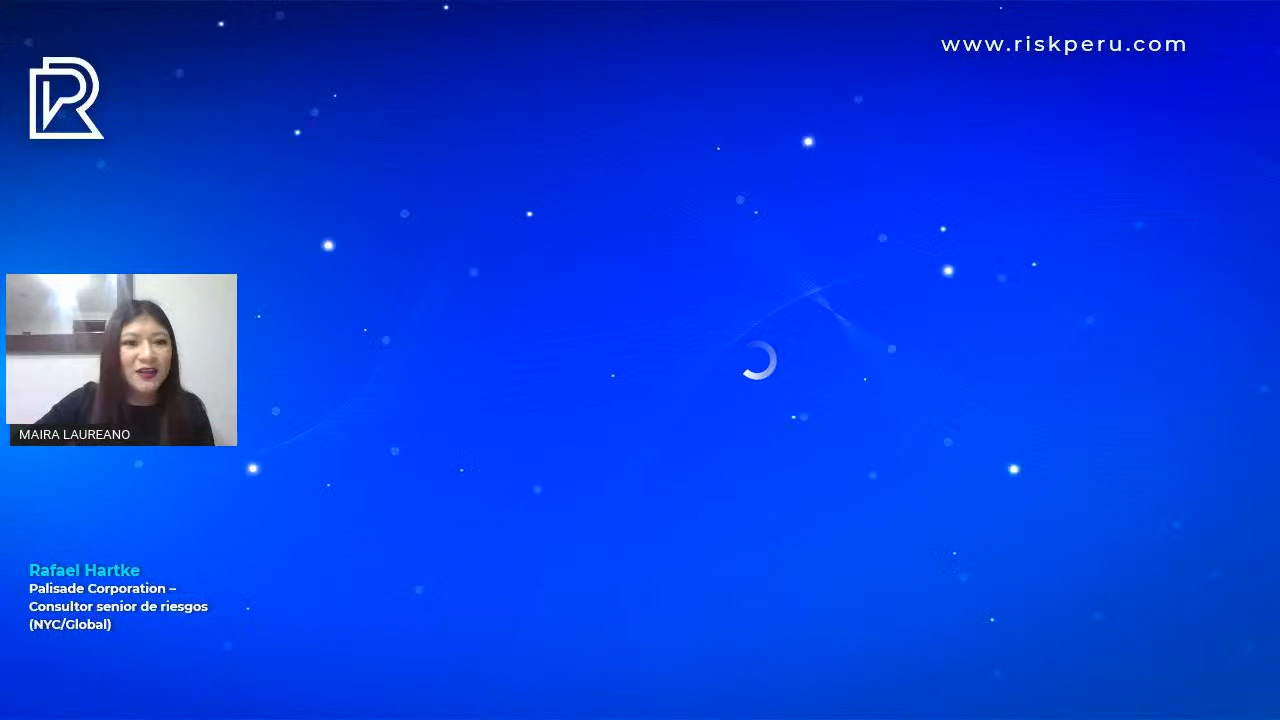 www.riskperu.com
MAIRA LAUREANO
Rafael Hartke
Palisade Corporation –
Consultor senior de riesgos
(NYC/Global)